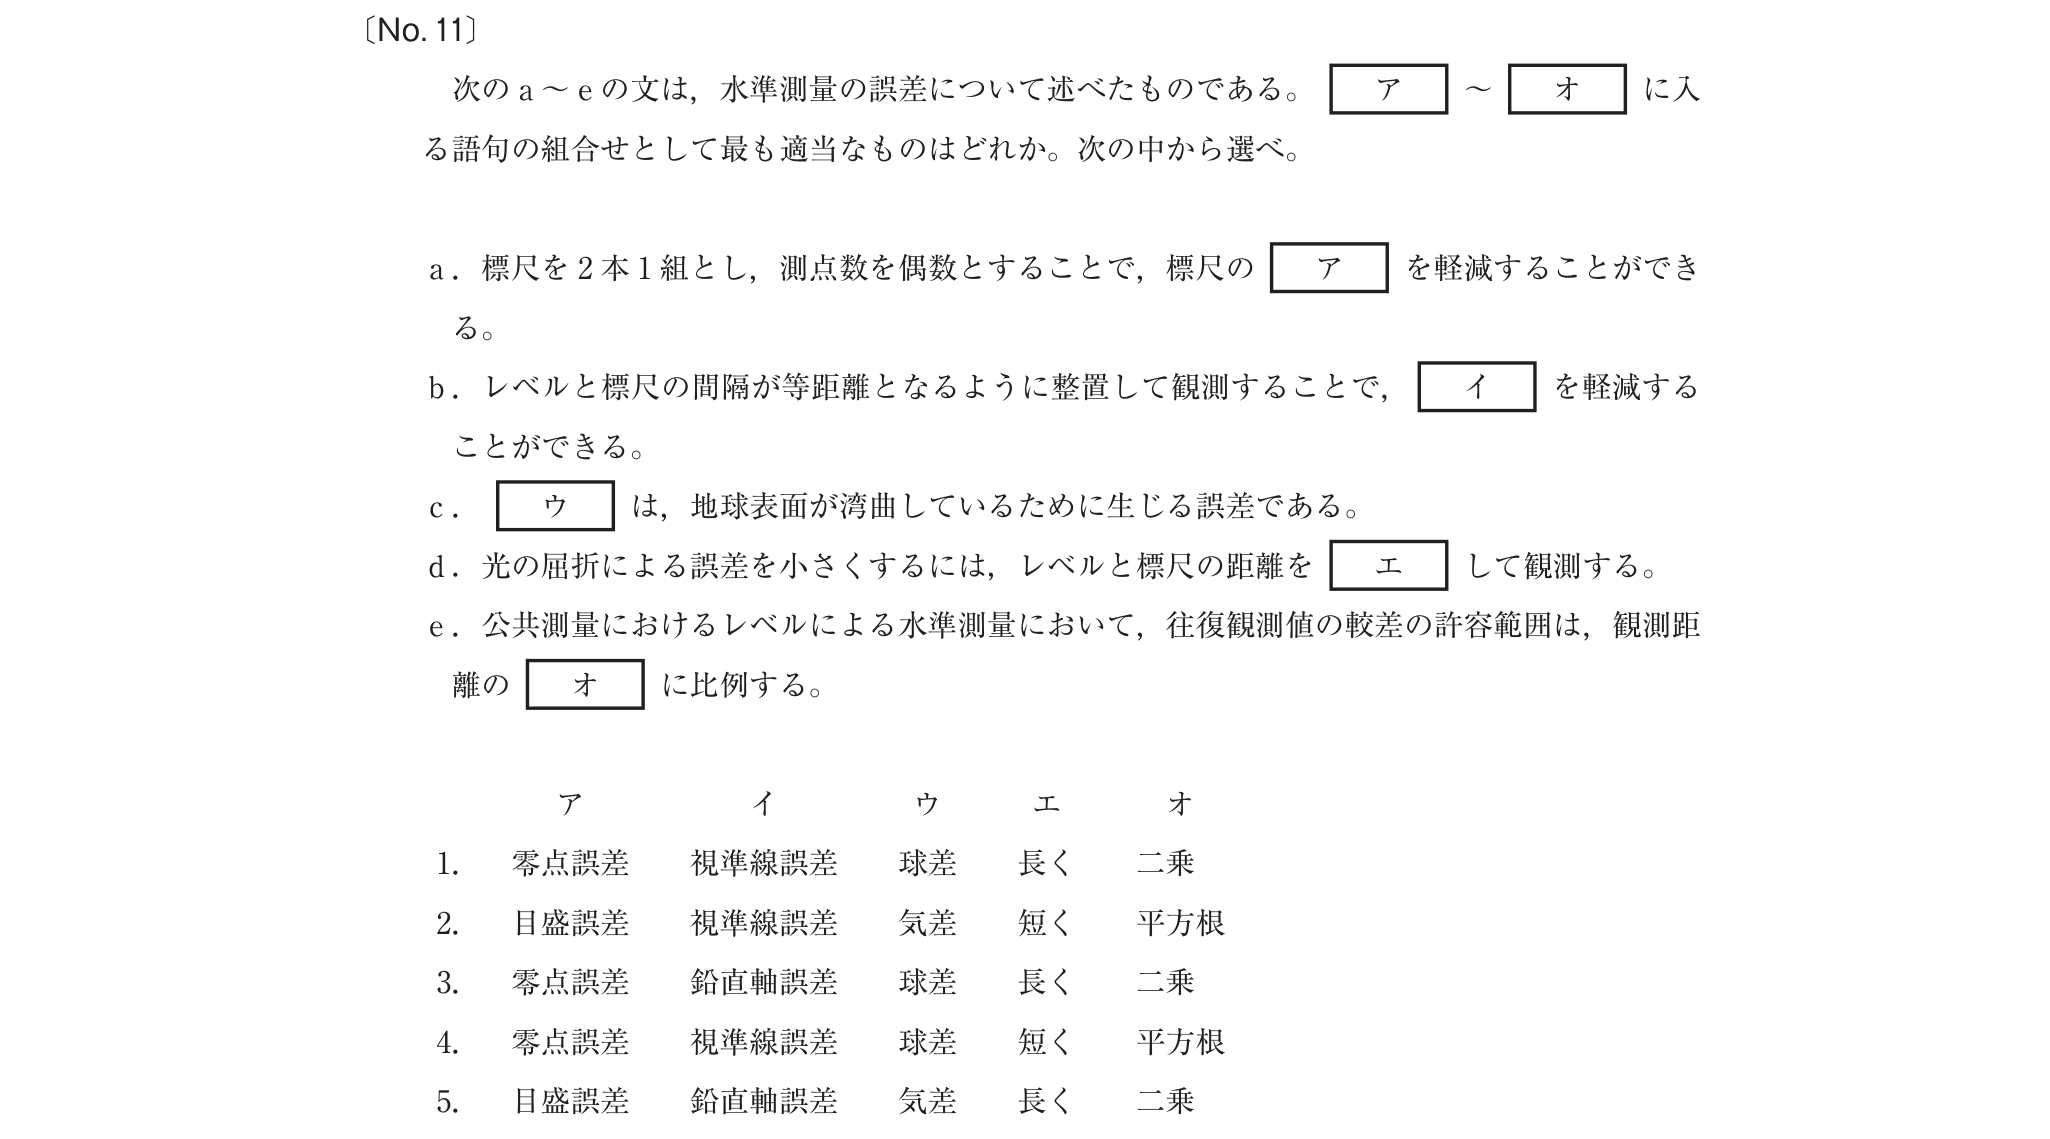 〔No. 11〕
次のa～eの文は，水準測量の誤差について述べたものである。 ア ～ オ に入
る語句の組合せとして最も適当なものはどれか。次の中から選べ。
a．標尺を2本1組とし，測点数を偶数とすることで，標尺の ア を軽減することができ
る。
b．レベルと標尺の間隔が等距離となるように整置して観測することで， イ を軽減する
ことができる。
c． ウ は，地球表面が湾曲しているために生じる誤差である。
d．光の屈折による誤差を小さくするには，レベルと標尺の距離を エ して観測する。
e．公共測量におけるレベルによる水準測量において，往復観測値の較差の許容範囲は，観測距
離の オ に比例する。
ア イ ウ エ オ
1. 零点誤差 視準線誤差 球差 長く 二乗
2. 目盛誤差 視準線誤差 気差 短く 平方根
3. 零点誤差 鉛直軸誤差 球差 長く 二乗
4. 零点誤差 視準線誤差 球差 短く 平方根
5. 目盛誤差 鉛直軸誤差 気差 長く 二乗